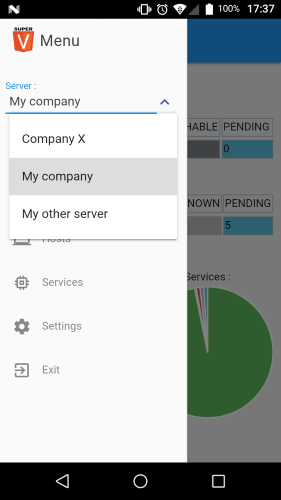 100% 17:37
SUPER
V Menu
Server :
My company
Company X
My company
My other server
Hosts
Services
Settings
Exit
HABLE PENDING
0
NOWN PENDING
5
Services :